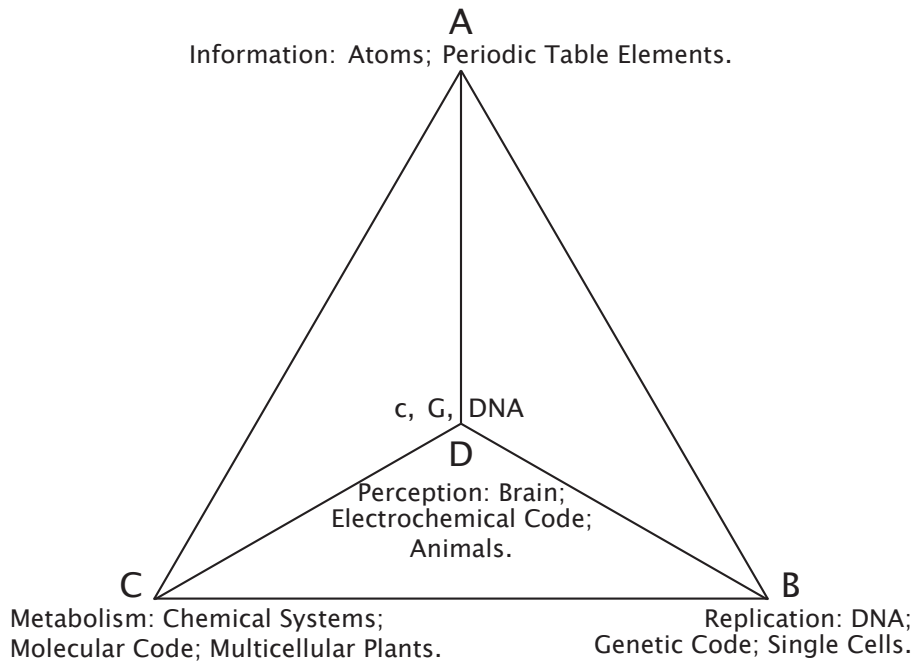 A
Information: Atoms; Periodic Table Elements.
c, G, DNA
D
Perception: Brain;
Electrochemical Code;
Animals.
C
Metabolism: Chemical Systems;
Molecular Code; Multicellular Plants.
B
Replication: DNA;
Genetic Code; Single Cells.